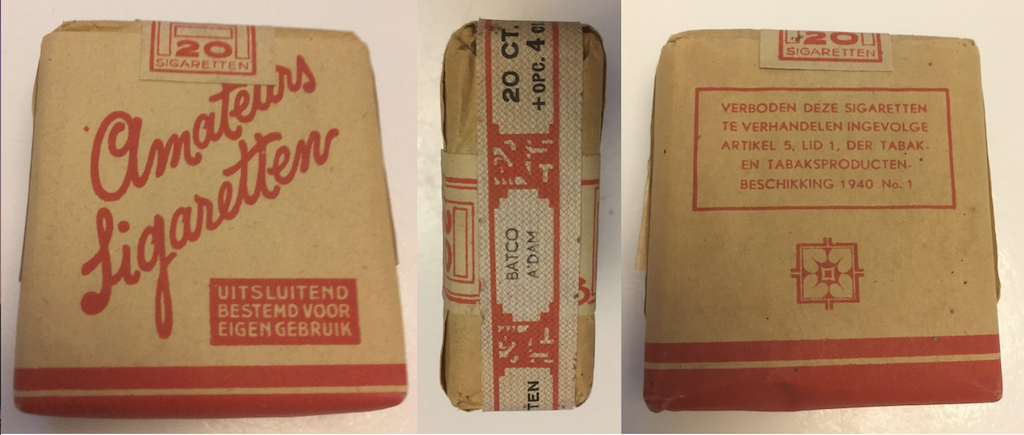 20
SIGARETTEN
Amateurs
Sigaretten
UITSLUITEND
BESTEMD VOOR
EIGEN GEBRUIK
20 CT.
+ OPC. 4 C
BATCO
A'DAM
TEN
20
SIGARETTEN
VERBODEN DEZE SIGARETTEN
TE VERHANDELEN INGEVOLGE
ARTIKEL 5, LID 1, DER TABAK-
EN TABAKSPRODUCTEN-
BESCHIKKING 1940 No. 1